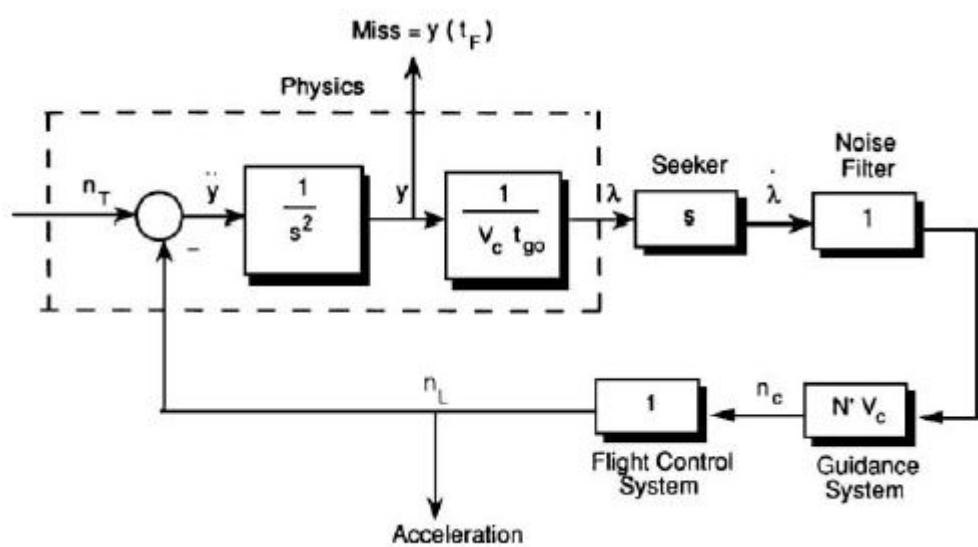 Miss = y ( t_F )
Physics
n_T
ÿ
1
s²
y
1
V_c t_go
λ
Seeker
s
λ̇
Noise
Filter
1
−
n_L
1
n_c
N' V_c
Flight Control
System
Guidance
System
Acceleration